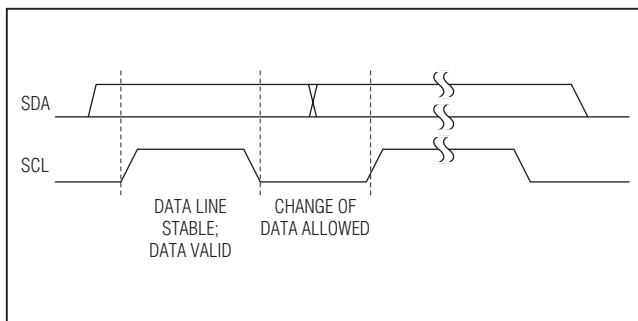 SDA
SCL
DATA LINE
STABLE;
DATA VALID
CHANGE OF
DATA ALLOWED